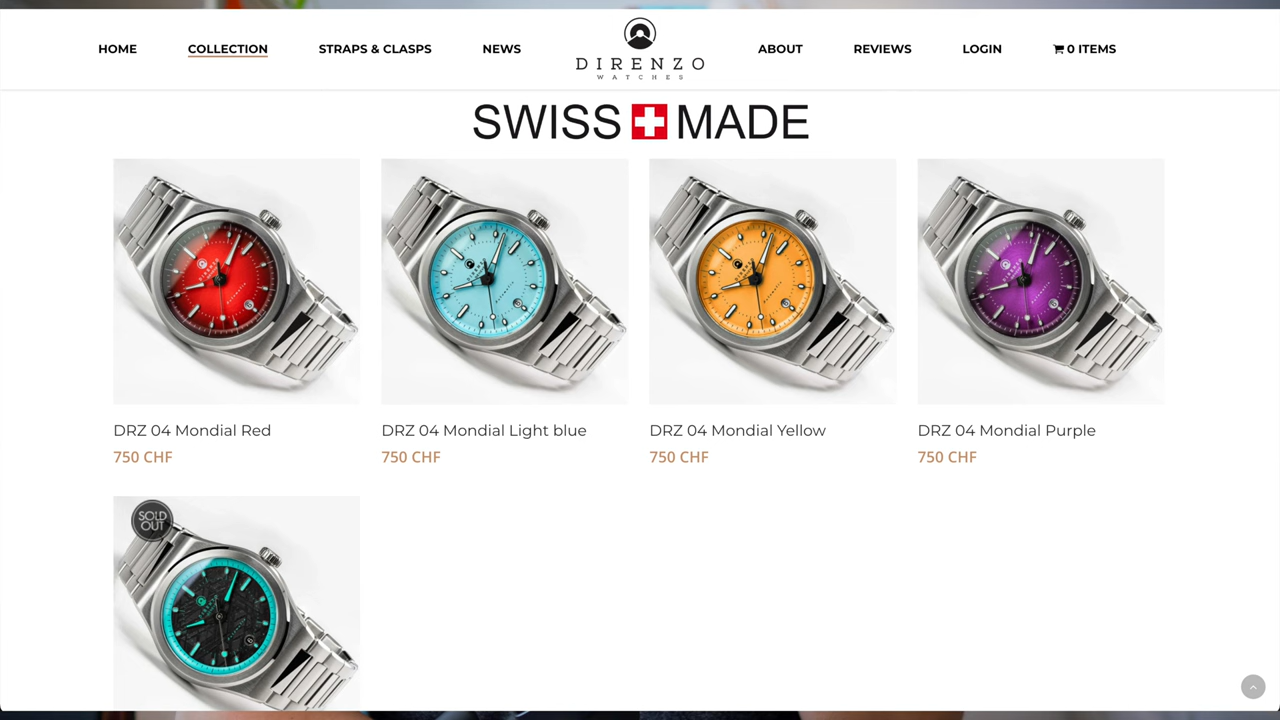 HOME
COLLECTION
STRAPS & CLASPS
NEWS
DIRENZO
WATCHES
ABOUT
REVIEWS
LOGIN
0 ITEMS
SWISS MADE
DRZ 04 Mondial Red
750 CHF
DRZ 04 Mondial Light blue
750 CHF
DRZ 04 Mondial Yellow
750 CHF
DRZ 04 Mondial Purple
750 CHF
SOLD
OUT